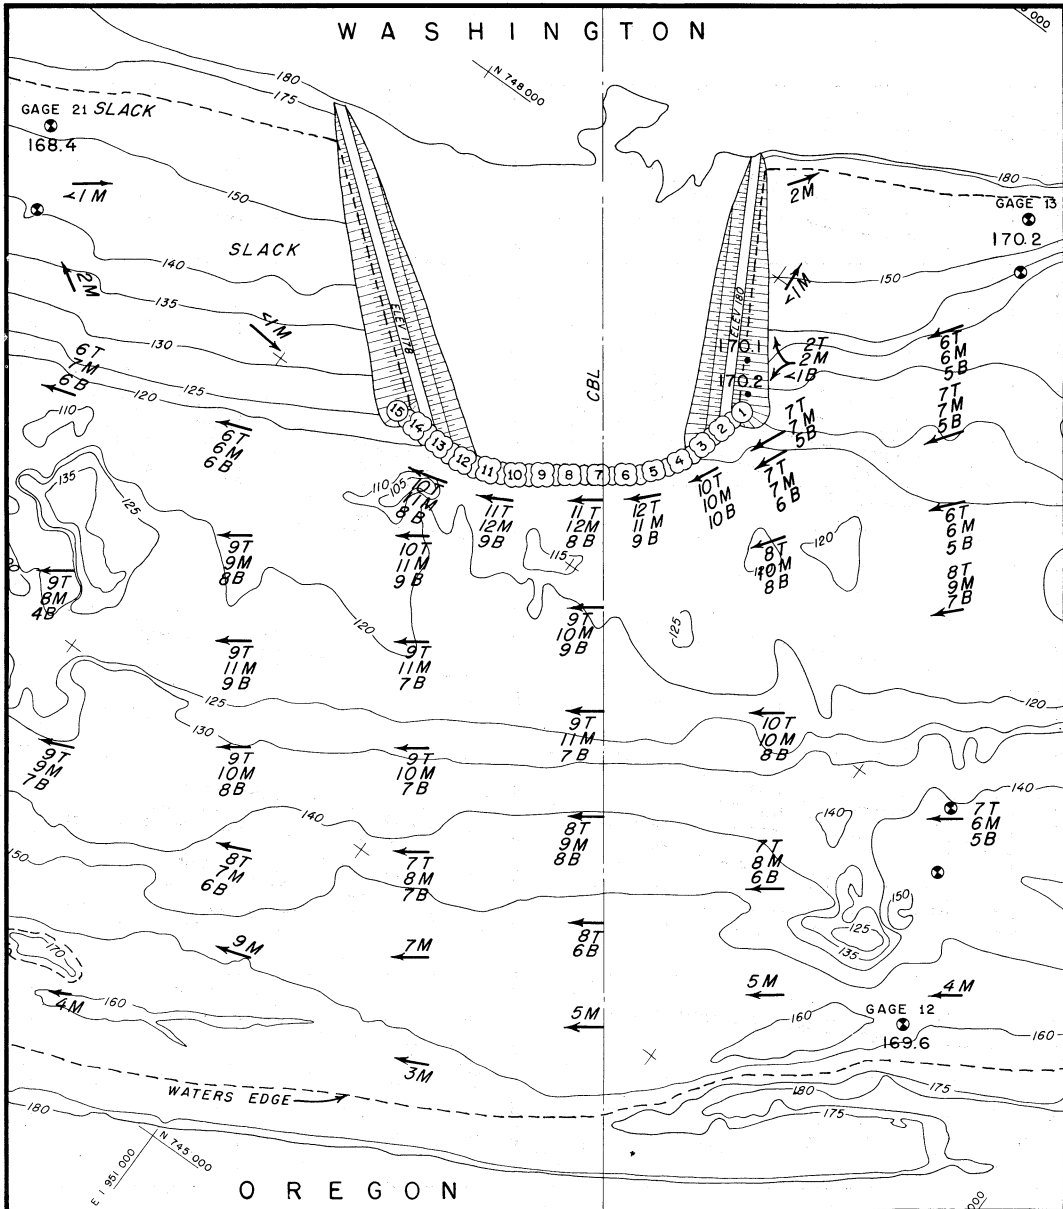 WASHINGTON
9 000
N 748 000
180
175
GAGE 21 SLACK
168.4
<1 M
150
SLACK
140
2M
135
<1M
130
6T
7M
6B
125
120
110
ELEV 178
CBL
ELEV 180
170.1
170.2
2M
180
GAGE 13
170.2
150
<1M
2T
2M
<1B
6T
6M
5B
7T
7M
5B
7T
7M
5B
15
14
13
12
11
10
9
8
7
6
5
4
3
2
1
6T
6M
6B
110
105
10T
11M
8B
11T
12M
9B
11T
12M
8B
12T
11M
9B
10T
10M
10B
7T
7M
6B
6T
6M
5B
135
125
9T
8M
4B
9T
9M
8B
10T
11M
9B
115
8T
10M
8B
120
8T
9M
7B
120
9T
10M
9B
125
9T
11M
9B
9T
11M
7B
125
130
9T
11M
7B
10T
10M
8B
120
9T
9M
7B
9T
10M
8B
9T
10M
7B
140
140
140
7T
6M
5B
150
8T
7M
6B
7T
8M
7B
8T
9M
8B
7T
8M
6B
150
125
135
170
9M
7M
8T
6B
4M
160
5M
5M
4M
GAGE 12
169.6
160
160
3M
WATERS EDGE
180
180
175
175
N 745 000
E 1 951 000
OREGON
000